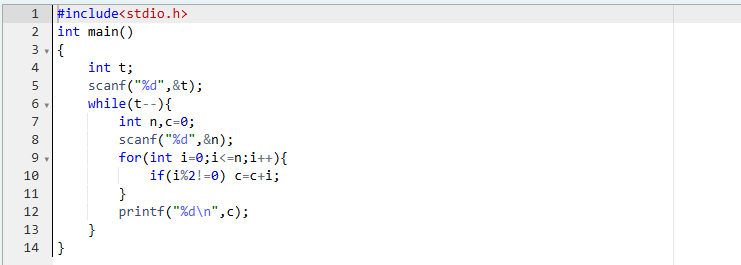 1 #include<stdio.h>
2 int main()
3 {
4 int t;
5 scanf("%d",&t);
6 while(t--){
7 int n,c=0;
8 scanf("%d",&n);
9 for(int i=0;i<=n;i++){
10 if(i%2!=0) c=c+i;
11 }
12 printf("%d\n",c);
13 }
14 }